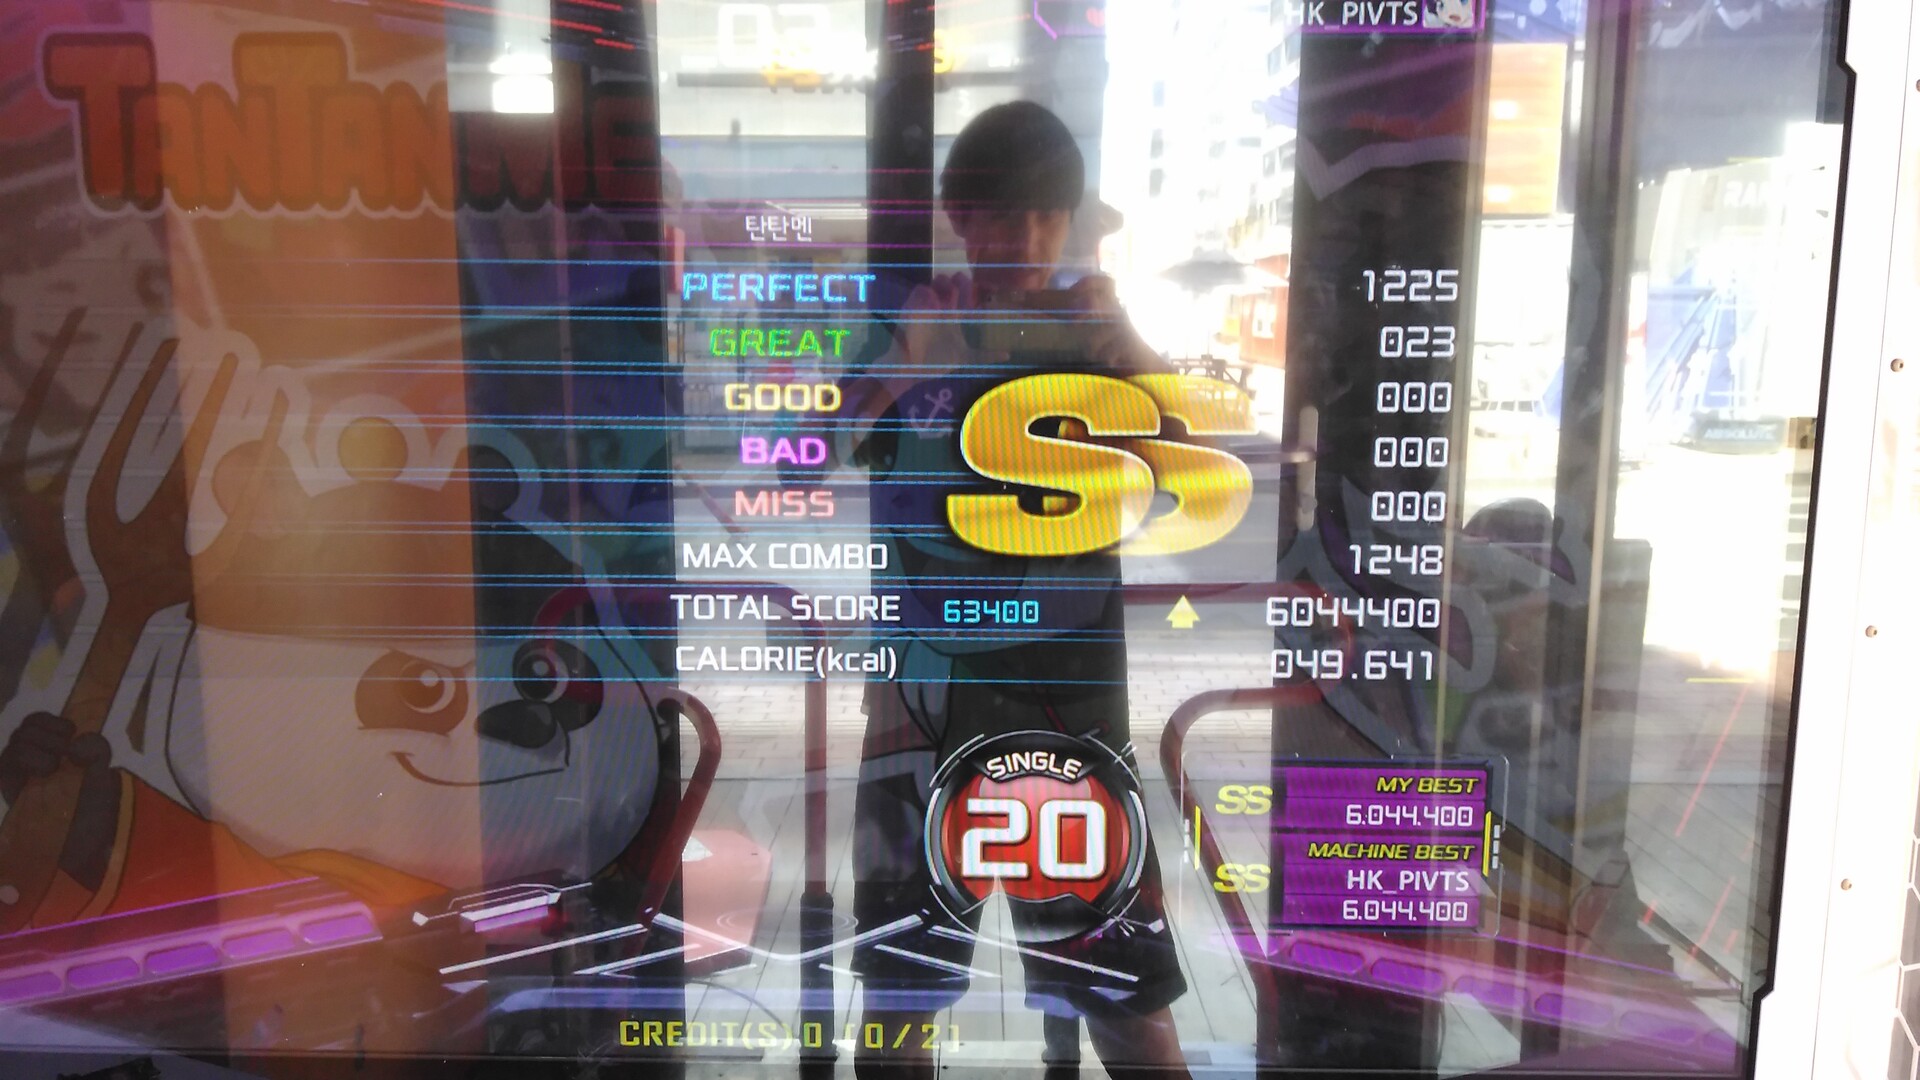 HK_PIVTS
TANTANME
탄탄멘
PERFECT 1225
GREAT 023
GOOD 000
BAD 000
MISS 000
SS
MAX COMBO 1248
TOTAL SCORE 63400 6044400
CALORIE(kcal) 049.641
SINGLE
20
MY BEST
SS 6.044.400
MACHINE BEST
SS HK_PIVTS
6.044.400
CREDIT(S) 0 [0/2]